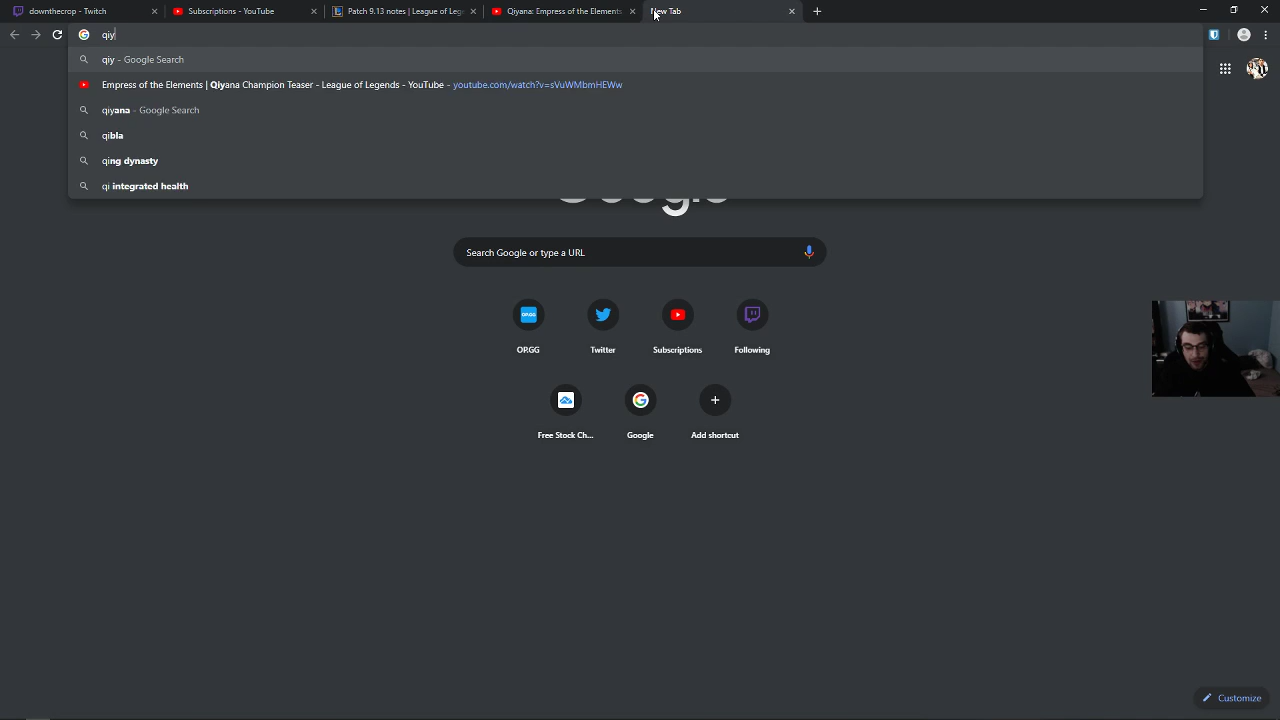 downthecrop - Twitch
Subscriptions - YouTube
Patch 9.13 notes | League of Leg
Qiyana: Empress of the Elements
New Tab
qiy
qiy - Google Search
Empress of the Elements | Qiyana Champion Teaser - League of Legends - YouTube - youtube.com/watch?v=sVuWMbmHEWw
qiyana - Google Search
qibla
qing dynasty
qi integrated health
Google
Search Google or type a URL
OP.GG
OP.GG
Twitter
Subscriptions
Following
Free Stock Ch...
Google
Add shortcut
Customize